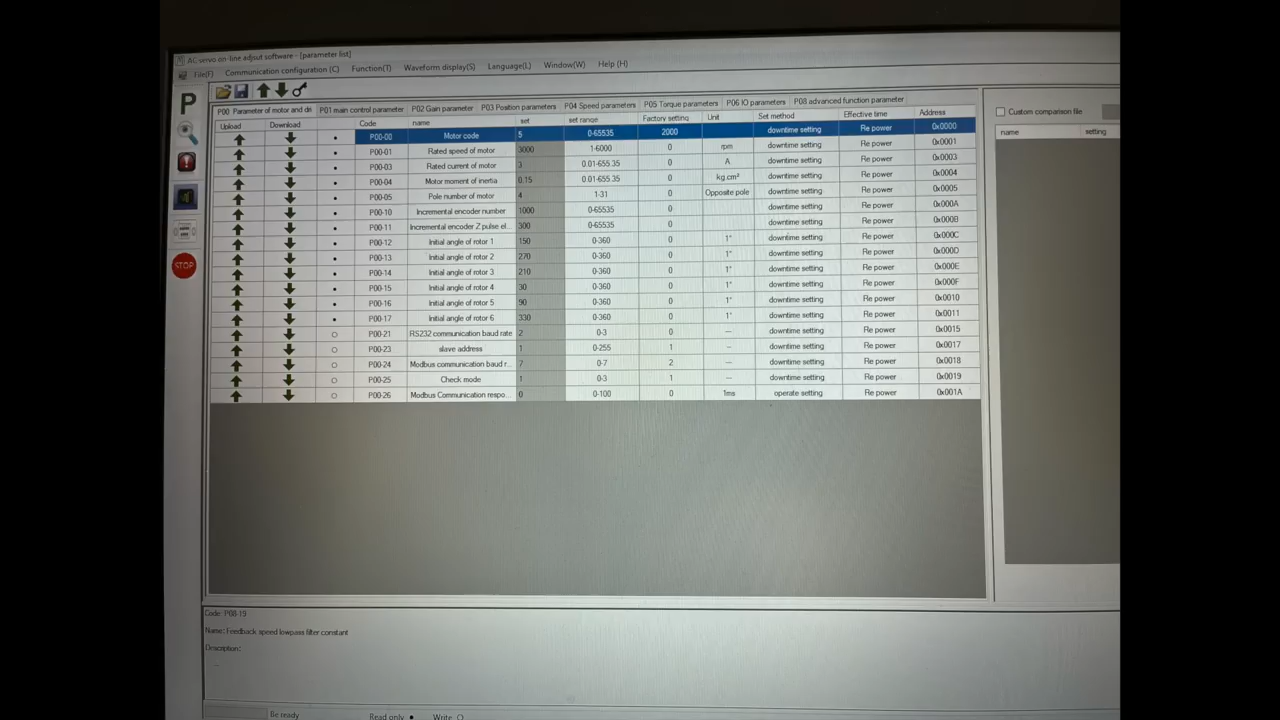 AC servo on-line adjsut software - [parameter list]
File(F) Communication configuration (C) Function(T) Waveform display(S) Language(L) Window(W) Help (H)
P00 Parameter of motor and dri P01 main control parameter P02 Gain parameter P03 Position parameters P04 Speed parameters P05 Torque parameters P06 IO parameters P08 advanced function parameter
Upload Download Code name set set range Factory setting Unit Set method Effective time Address
P00-00 Motor code 5 0-65535 2000 downtime setting Re power 0x0000
P00-01 Rated speed of motor 3000 1-6000 0 rpm downtime setting Re power 0x0001
P00-03 Rated current of motor 3 0.01-655.35 0 A downtime setting Re power 0x0003
P00-04 Motor moment of inertia 0.15 0.01-655.35 0 kg cm² downtime setting Re power 0x0004
P00-05 Pole number of motor 4 1-31 0 Opposite pole downtime setting Re power 0x0005
P00-10 Incremental encoder number 1000 0-65535 0 downtime setting Re power 0x000A
P00-11 Incremental encoder Z pulse el... 300 0-65535 0 downtime setting Re power 0x000B
P00-12 Initial angle of rotor 1 150 0-360 0 1° downtime setting Re power 0x000C
P00-13 Initial angle of rotor 2 270 0-360 0 1° downtime setting Re power 0x000D
P00-14 Initial angle of rotor 3 210 0-360 0 1° downtime setting Re power 0x000E
P00-15 Initial angle of rotor 4 30 0-360 0 1° downtime setting Re power 0x000F
P00-16 Initial angle of rotor 5 90 0-360 0 1° downtime setting Re power 0x0010
P00-17 Initial angle of rotor 6 330 0-360 0 1° downtime setting Re power 0x0011
P00-21 RS232 communication baud rate 2 0-3 0 — downtime setting Re power 0x0015
P00-23 slave address 1 0-255 1 — downtime setting Re power 0x0017
P00-24 Modbus communication baud r... 7 0-7 2 — downtime setting Re power 0x0018
P00-25 Check mode 1 0-3 1 — downtime setting Re power 0x0019
P00-26 Modbus Communication respo... 0 0-100 0 1ms operate setting Re power 0x001A
Custom comparison file
name setting
P
STOP
Code: P08-19
Name: Feedback speed lowpass filter constant
Description:
Be ready Read only ● Write ○